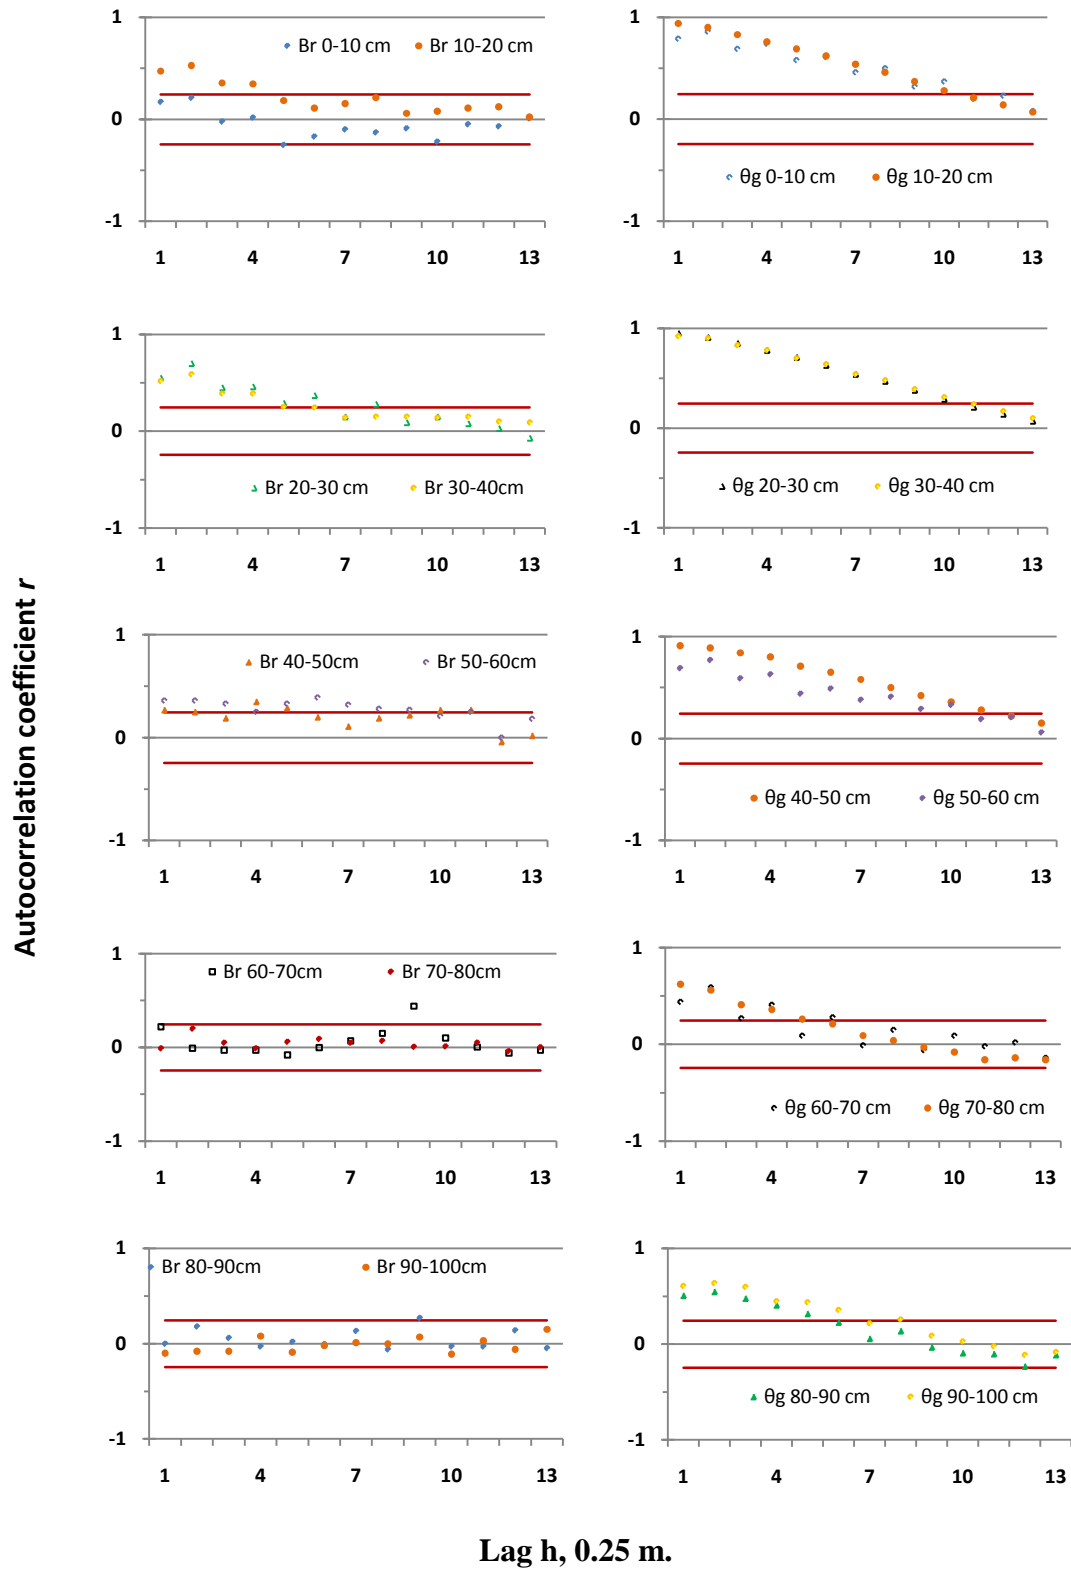 Autocorrelation coefficient r
1
Br 0-10 cm Br 10-20 cm
0
-1
1 4 7 10 13
1
0
θg 0-10 cm θg 10-20 cm
-1
1 4 7 10 13
1
0
Br 20-30 cm Br 30-40cm
-1
1 4 7 10 13
1
0
θg 20-30 cm θg 30-40 cm
-1
1 4 7 10 13
1
Br 40-50cm Br 50-60cm
0
-1
1 4 7 10 13
1
0
θg 40-50 cm θg 50-60 cm
-1
1 4 7 10 13
1
Br 60-70cm Br 70-80cm
0
-1
1 4 7 10 13
1
0
θg 60-70 cm θg 70-80 cm
-1
1 4 7 10 13
1
Br 80-90cm Br 90-100cm
0
-1
1 4 7 10 13
1
0
θg 80-90 cm θg 90-100 cm
-1
1 4 7 10 13
Lag h, 0.25 m.